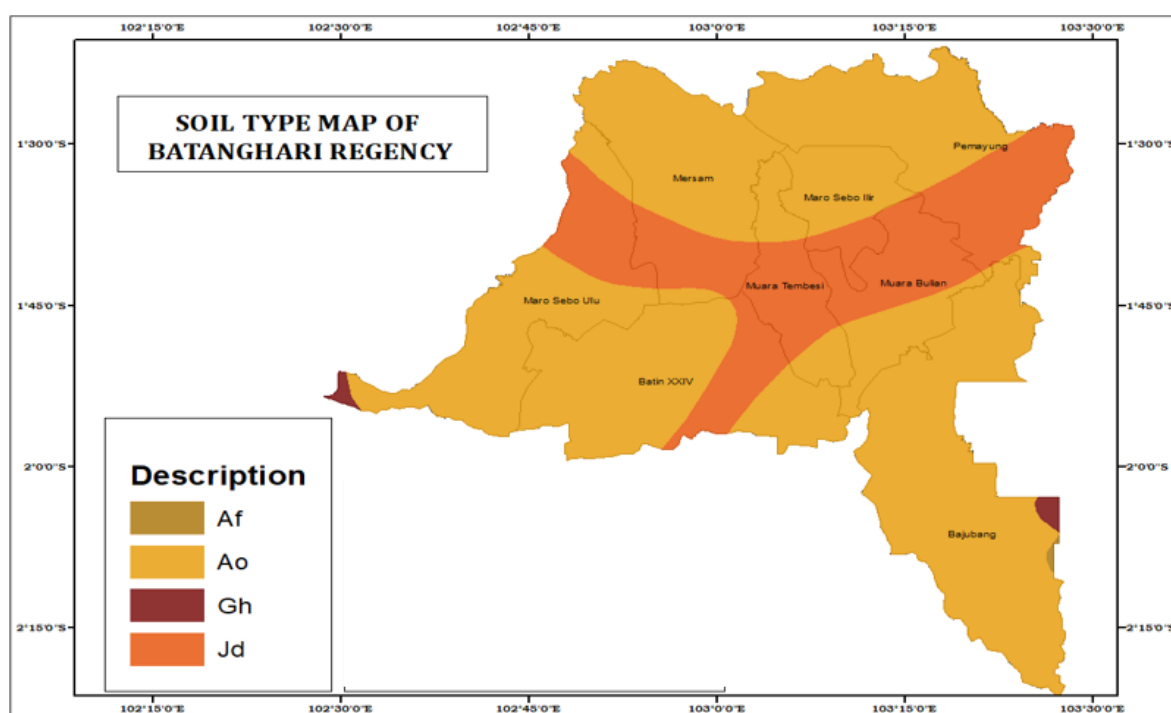 102°15'0"E 102°30'0"E 102°45'0"E 103°0'0"E 103°15'0"E 103°30'0"E
SOIL TYPE MAP OF
BATANGHARI REGENCY
1°30'0"S 1°30'0"S
Pemayung
Mersam
Maro Sebo Ilir
Muara Tembesi
Muara Bulian
Maro Sebo Ulu
1°45'0"S 1°45'0"S
Batin XXIV
2°0'0"S 2°0'0"S
Bajubang
Description
Af
Ao
Gh
Jd
2°15'0"S 2°15'0"S
102°15'0"E 102°30'0"E 102°45'0"E 103°0'0"E 103°15'0"E 103°30'0"E